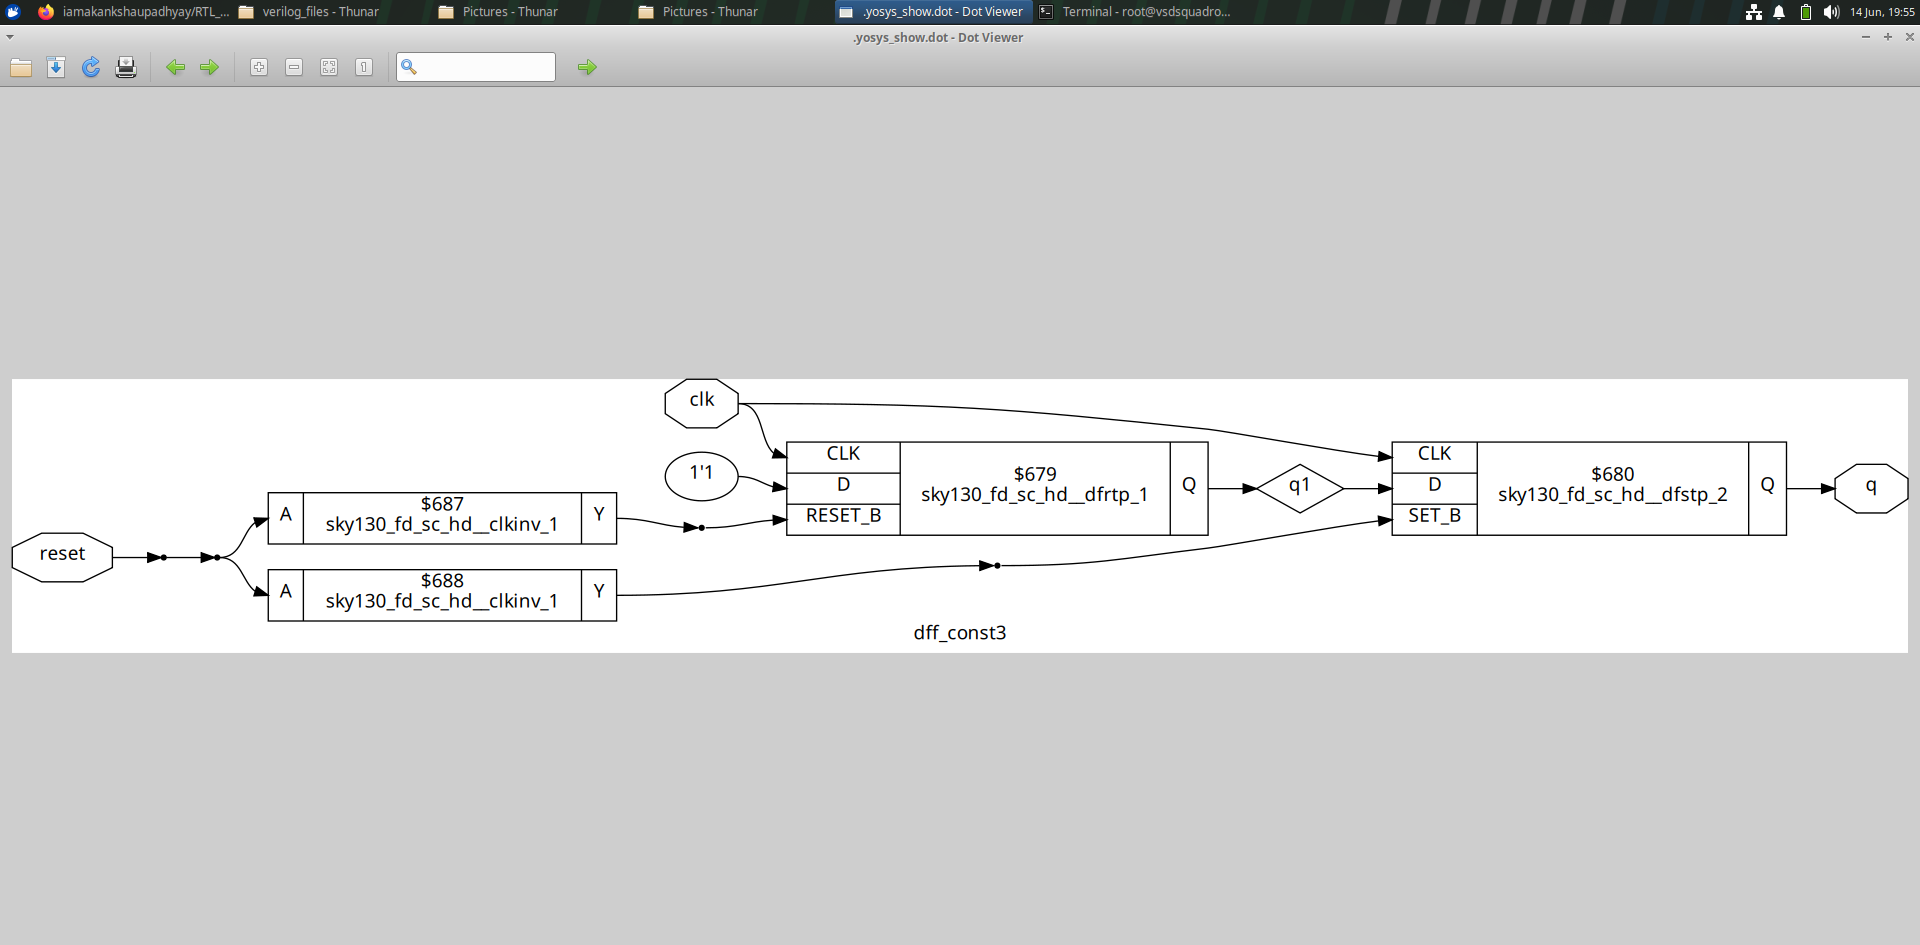 iamakankshaupadhyay/RTL_... verilog_files - Thunar Pictures - Thunar Pictures - Thunar .yosys_show.dot - Dot Viewer Terminal - root@vsdsquadro... 14 Jun, 19:55
.yosys_show.dot - Dot Viewer
clk
1'1
CLK
D
RESET_B
$679
sky130_fd_sc_hd__dfrtp_1
Q
q1
CLK
D
SET_B
$680
sky130_fd_sc_hd__dfstp_2
Q
q
reset
A
$687
sky130_fd_sc_hd__clkinv_1
Y
A
$688
sky130_fd_sc_hd__clkinv_1
Y
dff_const3